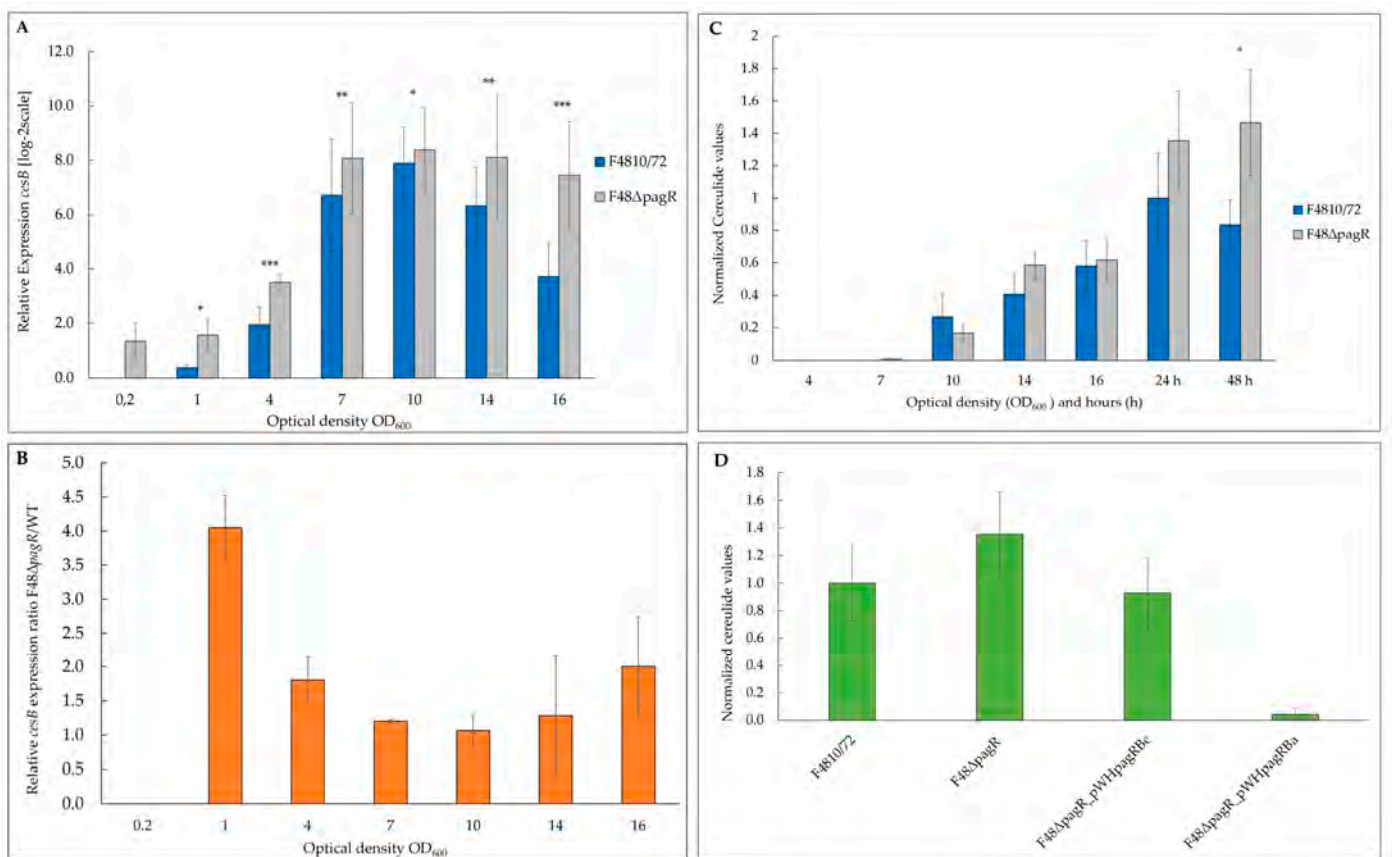 A
Relative Expression cesB [log-2scale]
12.0
10.0
8.0
6.0
4.0
2.0
0.0
*
***
**
*
**
***
F4810/72
F48ΔpagR
0,2 1 4 7 10 14 16
Optical density OD600
B
Relative cesB expression ratio F48ΔpagR/WT
5.0
4.5
4.0
3.5
3.0
2.5
2.0
1.5
1.0
0.5
0.0
0.2 1 4 7 10 14 16
Optical density OD600
C
Normalized Cereulide values
2
1.8
1.6
1.4
1.2
1
0.8
0.6
0.4
0.2
0
*
F4810/72
F48ΔpagR
4 7 10 14 16 24 h 48 h
Optical density (OD600 ) and hours (h)
D
Normalized cereulide values
1.8
1.6
1.4
1.2
1.0
0.8
0.6
0.4
0.2
0.0
F4810/72
F48ΔpagR
F48ΔpagR_pWHpagRBc
F48ΔpagR_pWHpagRBa